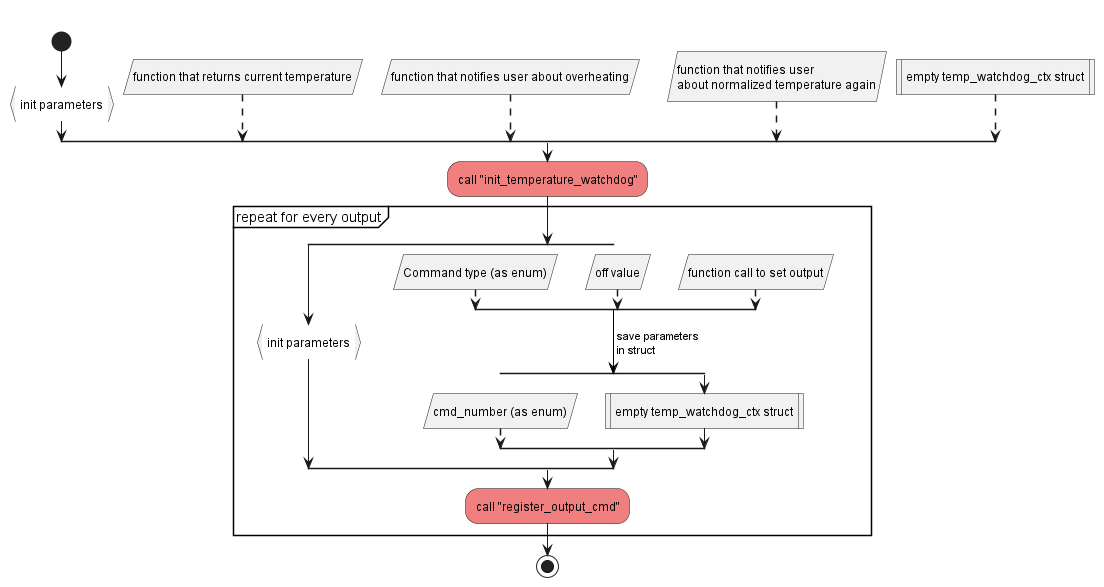 init parameters
function that returns current temperature
function that notifies user about overheating
function that notifies user
about normalized temperature again
empty temp_watchdog_ctx struct
call "init_temperature_watchdog"
repeat for every output
Command type (as enum)
off value
function call to set output
init parameters
save parameters
in struct
cmd_number (as enum)
empty temp_watchdog_ctx struct
call "register_output_cmd"